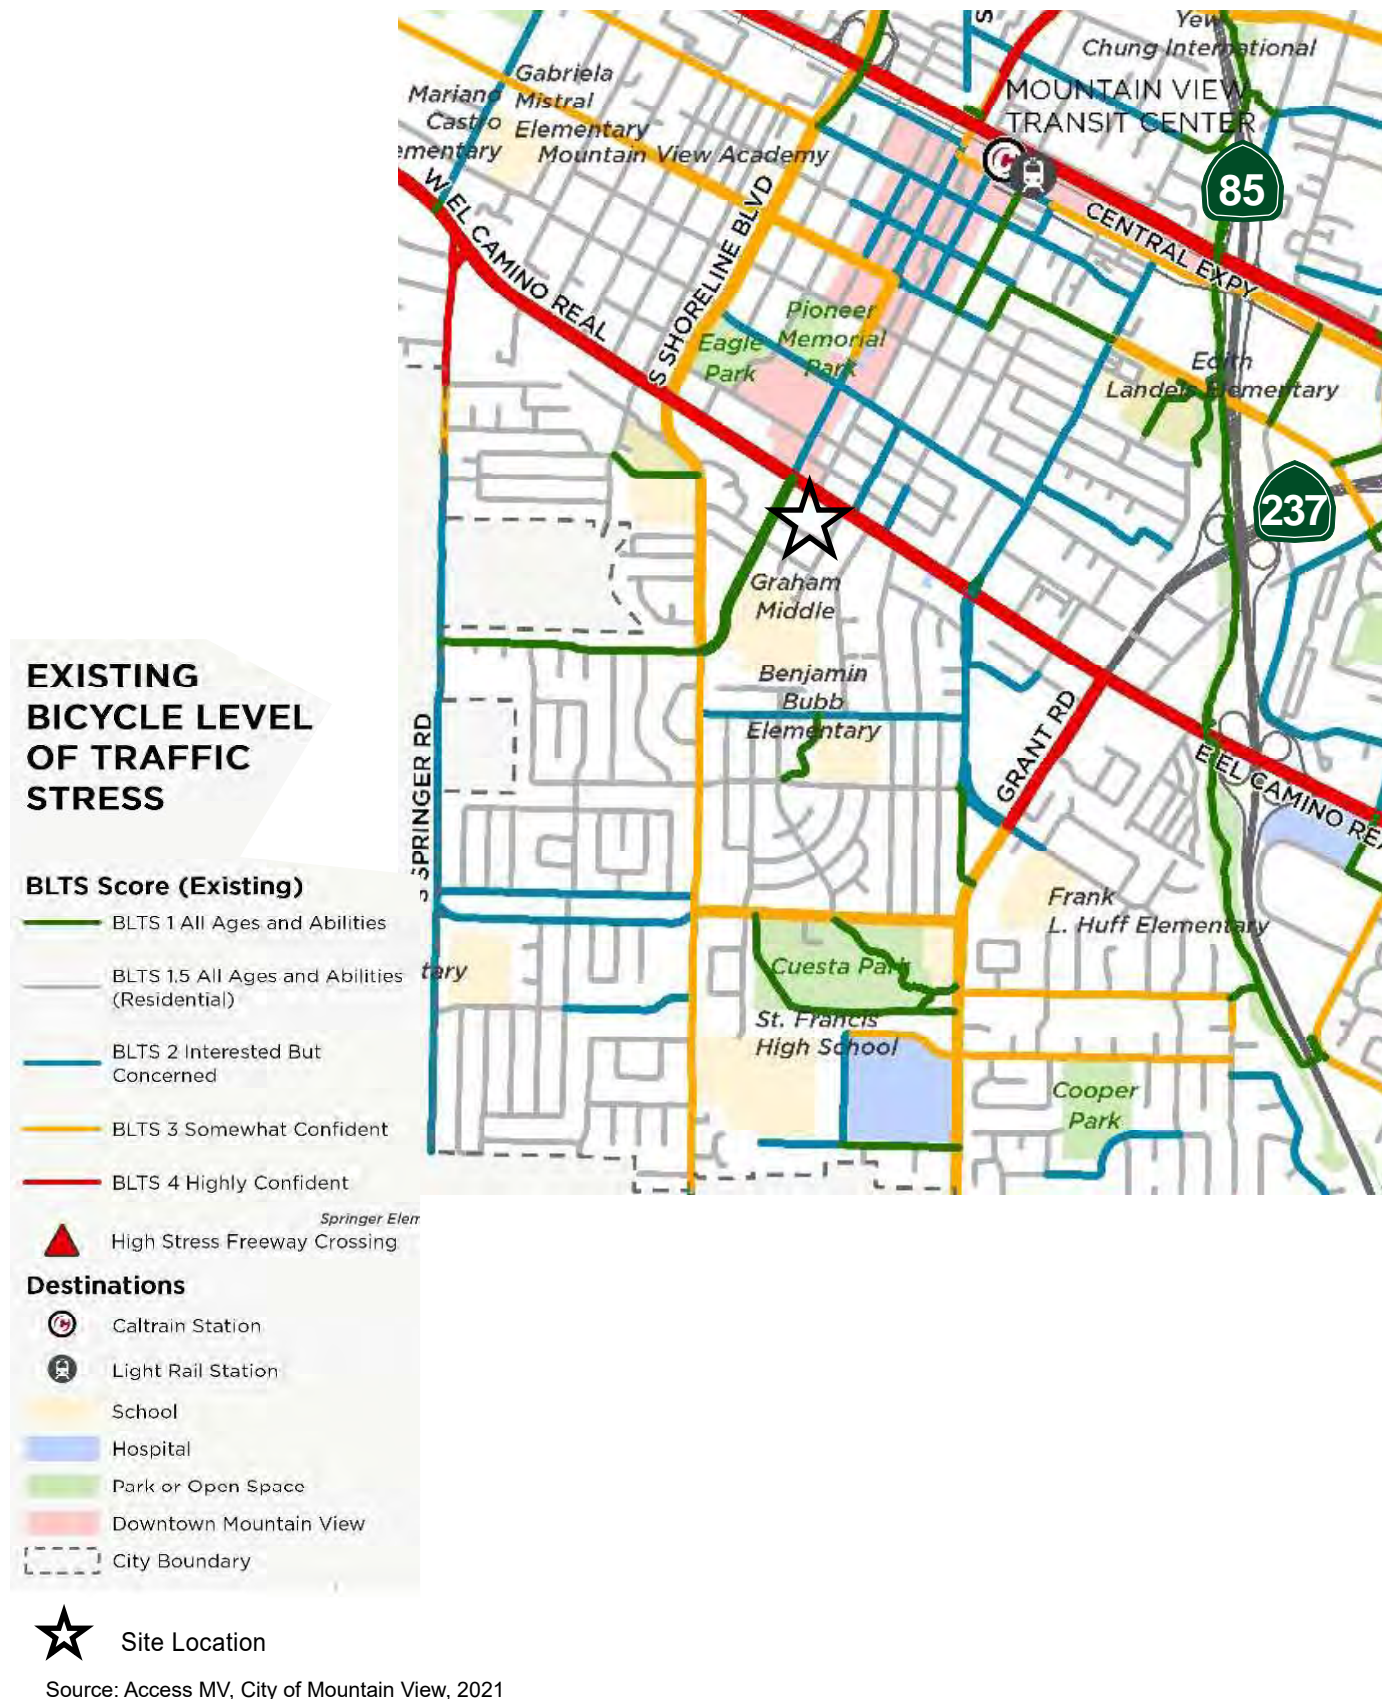 Yew
Chung International
S
MOUNTAIN VIEW
TRANSIT CENTER
Gabriela
Mistral
Elementary
Mariano
Castro
ementary
Mountain View Academy
85
W EL CAMINO REAL
S SHORELINE BLVD
CENTRAL EXPY
Pioneer
Memorial
Park
Eagle
Park
Edith
Landels Elementary
237
Graham
Middle
Benjamin
Bubb
Elementary
GRANT RD
E EL CAMINO REA
S SPRINGER RD
Frank
L. Huff Elementary
tary
Cuesta Park
St. Francis
High School
Cooper
Park
EXISTING
BICYCLE LEVEL
OF TRAFFIC
STRESS
BLTS Score (Existing)
BLTS 1 All Ages and Abilities
BLTS 1.5 All Ages and Abilities
(Residential)
BLTS 2 Interested But
Concerned
BLTS 3 Somewhat Confident
BLTS 4 Highly Confident
Springer Elem
High Stress Freeway Crossing
Destinations
Caltrain Station
Light Rail Station
School
Hospital
Park or Open Space
Downtown Mountain View
City Boundary
Site Location
Source: Access MV, City of Mountain View, 2021